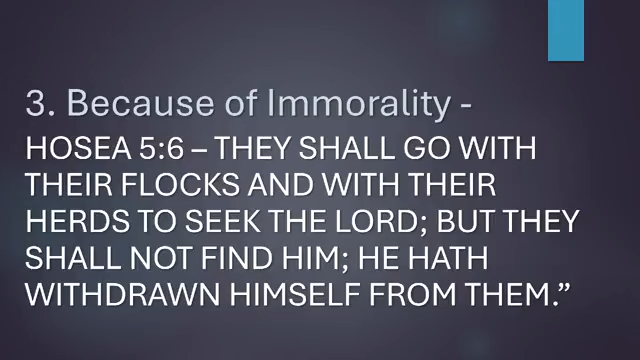 3. Because of Immorality -
HOSEA 5:6 – THEY SHALL GO WITH
THEIR FLOCKS AND WITH THEIR
HERDS TO SEEK THE LORD; BUT THEY
SHALL NOT FIND HIM; HE HATH
WITHDRAWN HIMSELF FROM THEM.”